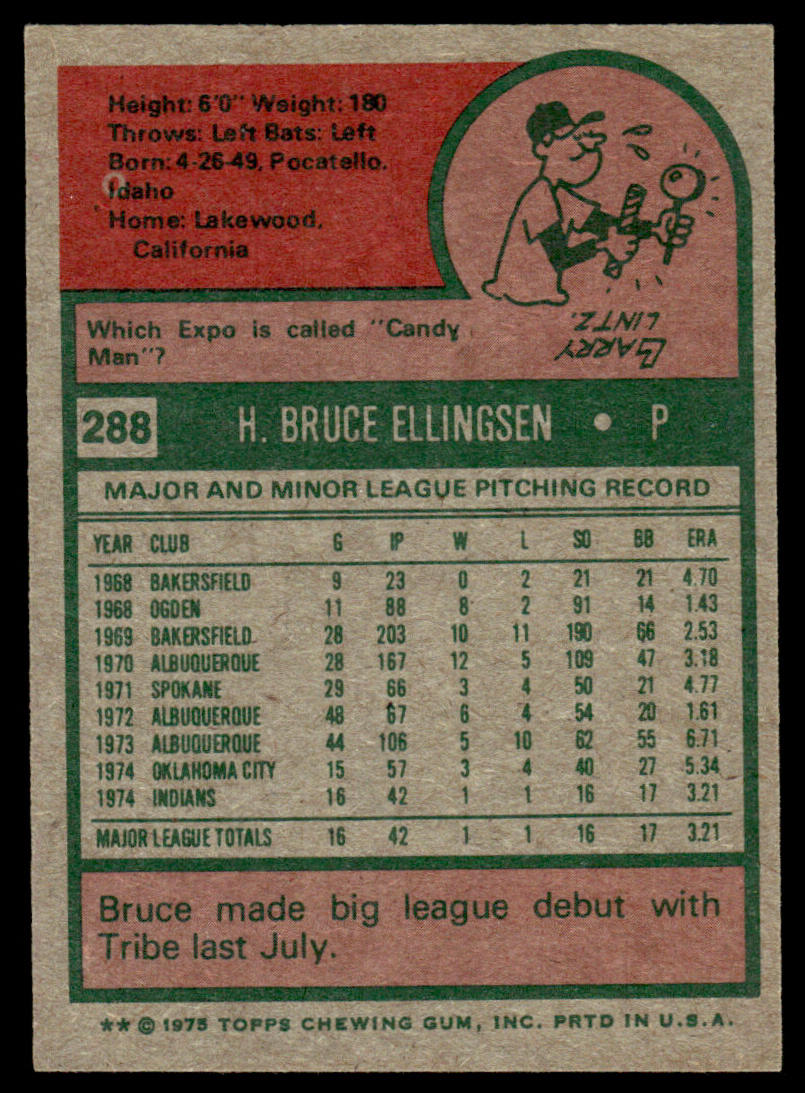 Height: 6'0" Weight: 180
Throws: Left Bats: Left
Born: 4-26-49, Pocatello,
Idaho
Home: Lakewood,
California
Which Expo is called "Candy
Man"?
LARRY
LINTZ.
288 H. BRUCE ELLINGSEN • P
MAJOR AND MINOR LEAGUE PITCHING RECORD
YEAR CLUB G IP W L SO BB ERA
1968 BAKERSFIELD 9 23 0 2 21 21 4.70
1968 OGDEN 11 88 8 2 91 14 1.43
1969 BAKERSFIELD 28 203 10 11 190 66 2.53
1970 ALBUQUERQUE 28 167 12 5 109 47 3.18
1971 SPOKANE 29 66 3 4 50 21 4.77
1972 ALBUQUERQUE 48 67 6 4 54 20 1.61
1973 ALBUQUERQUE 44 106 5 10 62 55 6.71
1974 OKLAHOMA CITY 15 57 3 4 40 27 5.34
1974 INDIANS 16 42 1 1 16 17 3.21
MAJOR LEAGUE TOTALS 16 42 1 1 16 17 3.21
Bruce made big league debut with
Tribe last July.
** © 1975 TOPPS CHEWING GUM, INC. PRTD IN U.S.A.